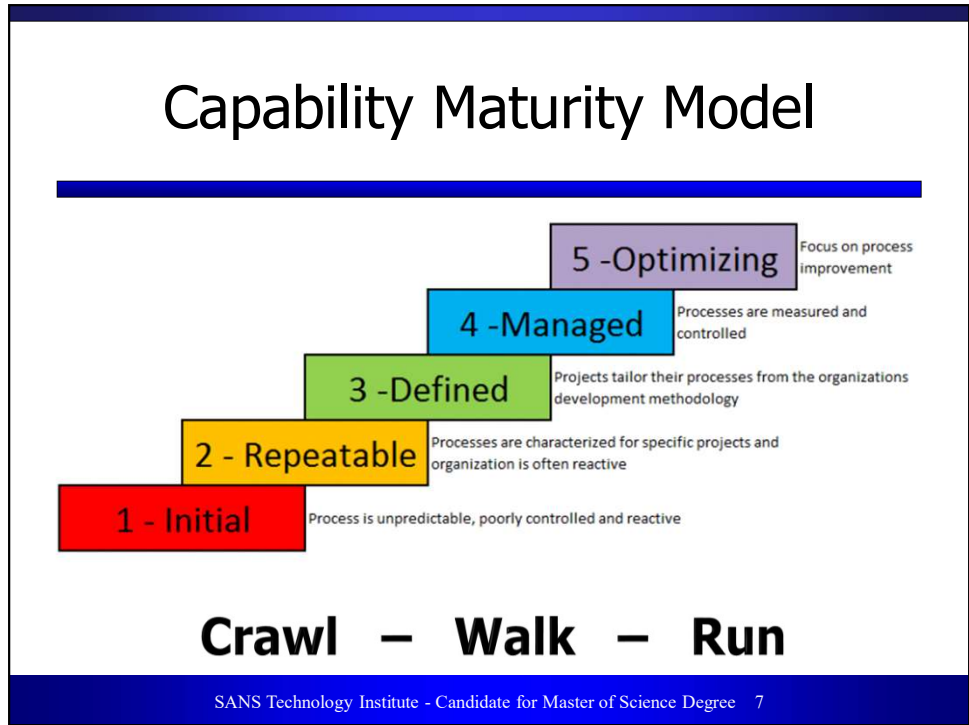 Capability Maturity Model
5 -Optimizing
Focus on process
improvement
4 -Managed
Processes are measured and
controlled
3 -Defined
Projects tailor their processes from the organizations
development methodology
2 - Repeatable
Processes are characterized for specific projects and
organization is often reactive
1 - Initial
Process is unpredictable, poorly controlled and reactive
Crawl – Walk – Run
SANS Technology Institute - Candidate for Master of Science Degree 7